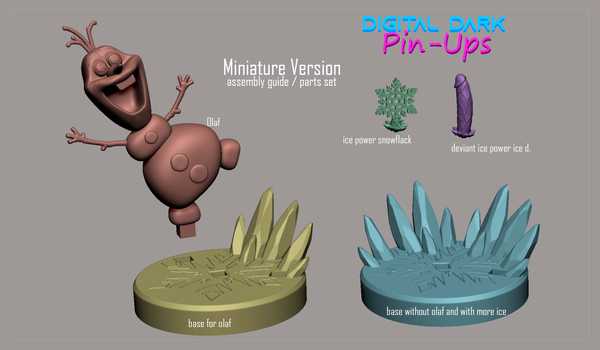 DIGITAL DARK
Pin-Ups
Miniature Version
assembly guide / parts set
Olaf
ice power snowflack
deviant ice power ice d.
base for olaf
base without olaf and with more ice